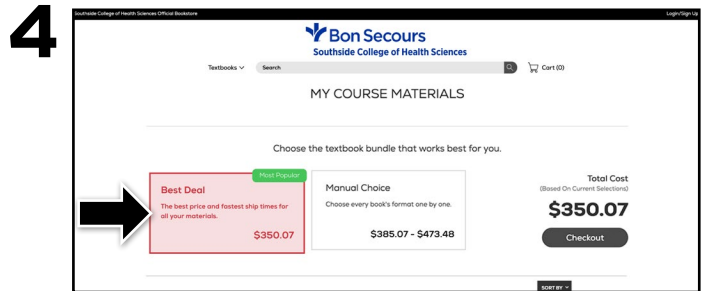 4
Southside College of Health Sciences Official Bookstore
Login/Sign Up
Bon Secours
Southside College of Health Sciences
Textbooks
Search
Cart (0)
MY COURSE MATERIALS
Choose the textbook bundle that works best for you.
Most Popular
Best Deal
The best price and fastest ship times for
all your materials.
$350.07
Manual Choice
Choose every book's format one by one.
$385.07 - $473.48
Total Cost
(Based On Current Selections)
$350.07
Checkout
SORT BY